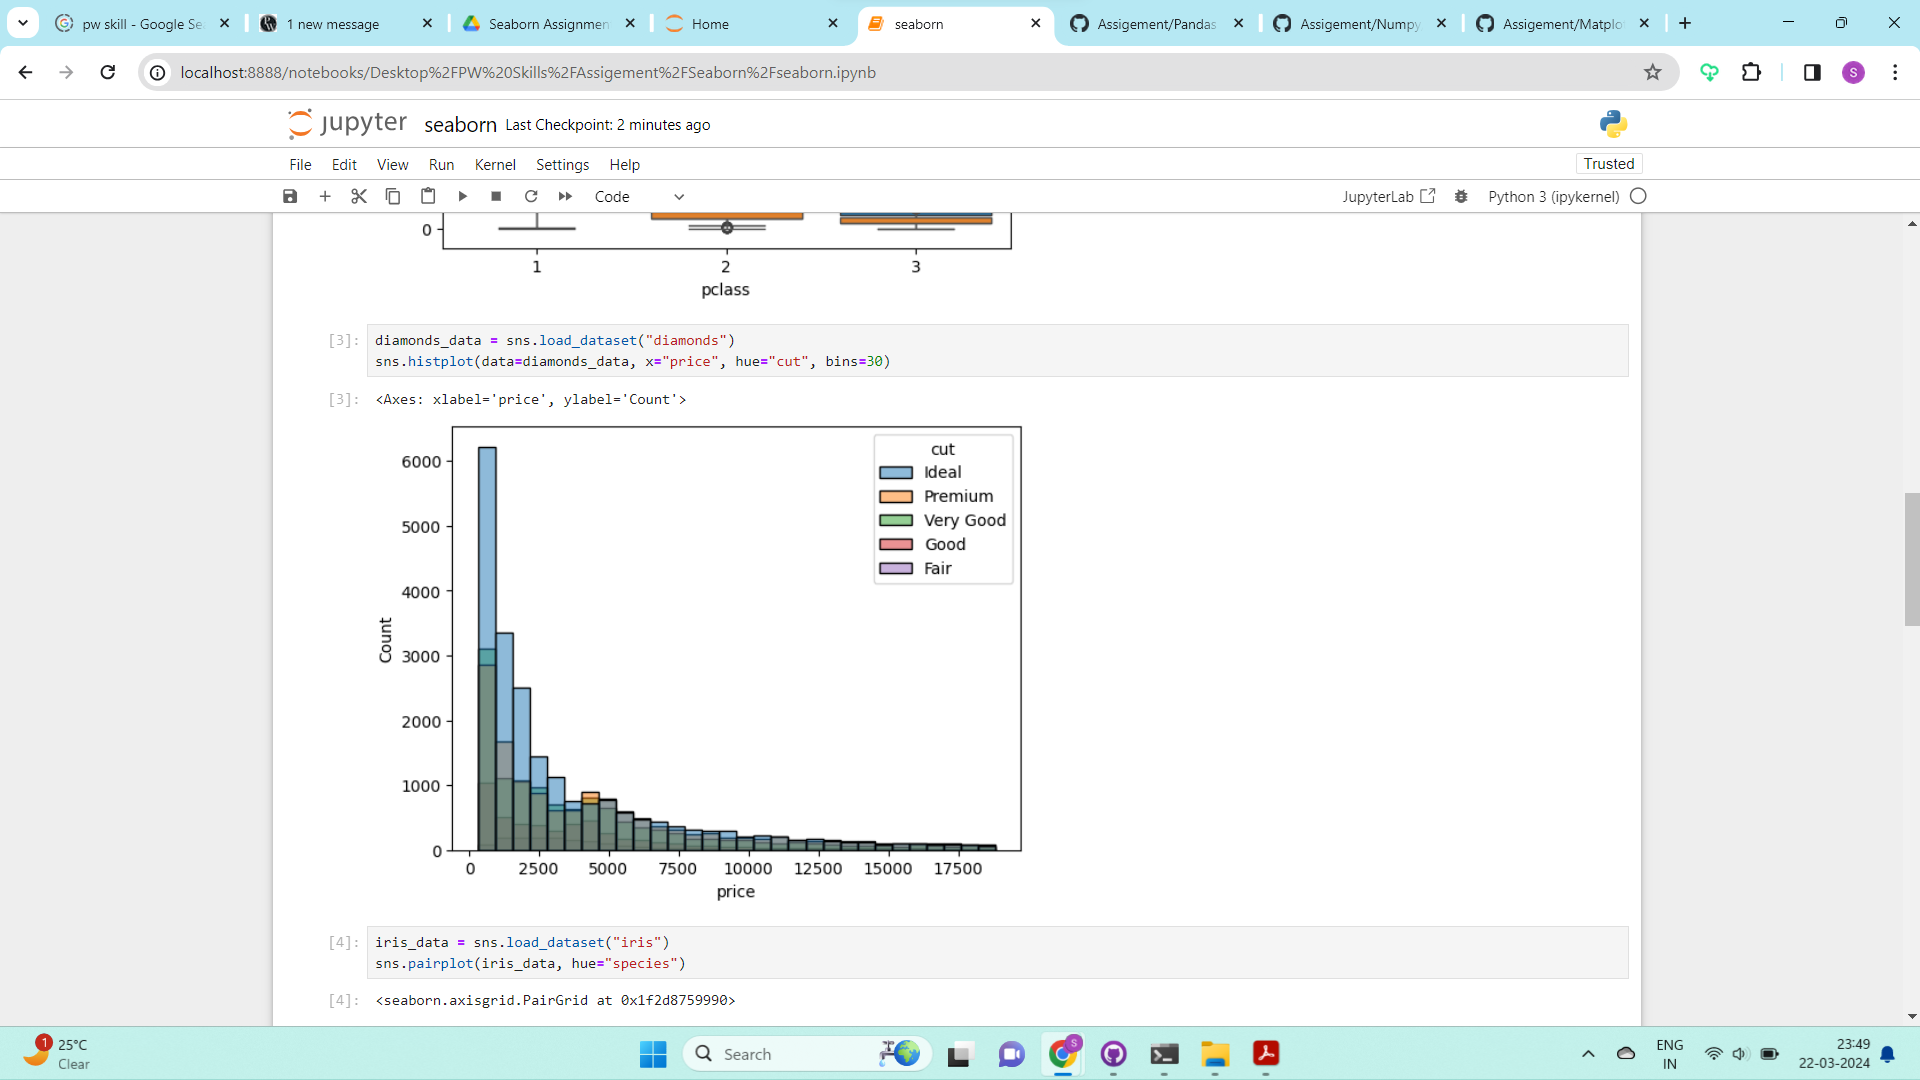 pw skill - Google Se
1 new message
Seaborn Assignmen
Home
seaborn
Assigement/Pandas
Assigement/Numpy
Assigement/Matplo
localhost:8888/notebooks/Desktop%2FPW%20Skills%2FAssigement%2FSeaborn%2Fseaborn.ipynb
S
jupyter seaborn Last Checkpoint: 2 minutes ago
File Edit View Run Kernel Settings Help
Trusted
Code
JupyterLab
Python 3 (ipykernel)
0
1 2 3
pclass
[3]: diamonds_data = sns.load_dataset("diamonds")
sns.histplot(data=diamonds_data, x="price", hue="cut", bins=30)
[3]: <Axes: xlabel='price', ylabel='Count'>
cut
Ideal
Premium
Very Good
Good
Fair
6000
5000
4000
3000
2000
1000
0
Count
0 2500 5000 7500 10000 12500 15000 17500
price
[4]: iris_data = sns.load_dataset("iris")
sns.pairplot(iris_data, hue="species")
[4]: <seaborn.axisgrid.PairGrid at 0x1f2d8759990>
1
25°C
Clear
Search
S
ENG
IN
23:49
22-03-2024